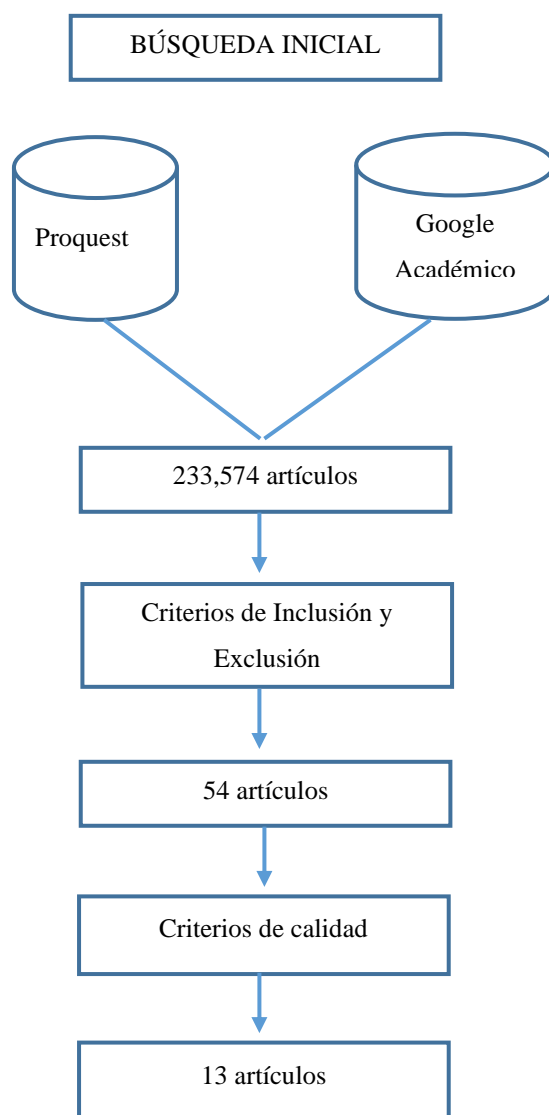 BÚSQUEDA INICIAL
Proquest
Google
Académico
233,574 artículos
Criterios de Inclusión y
Exclusión
54 artículos
Criterios de calidad
13 artículos